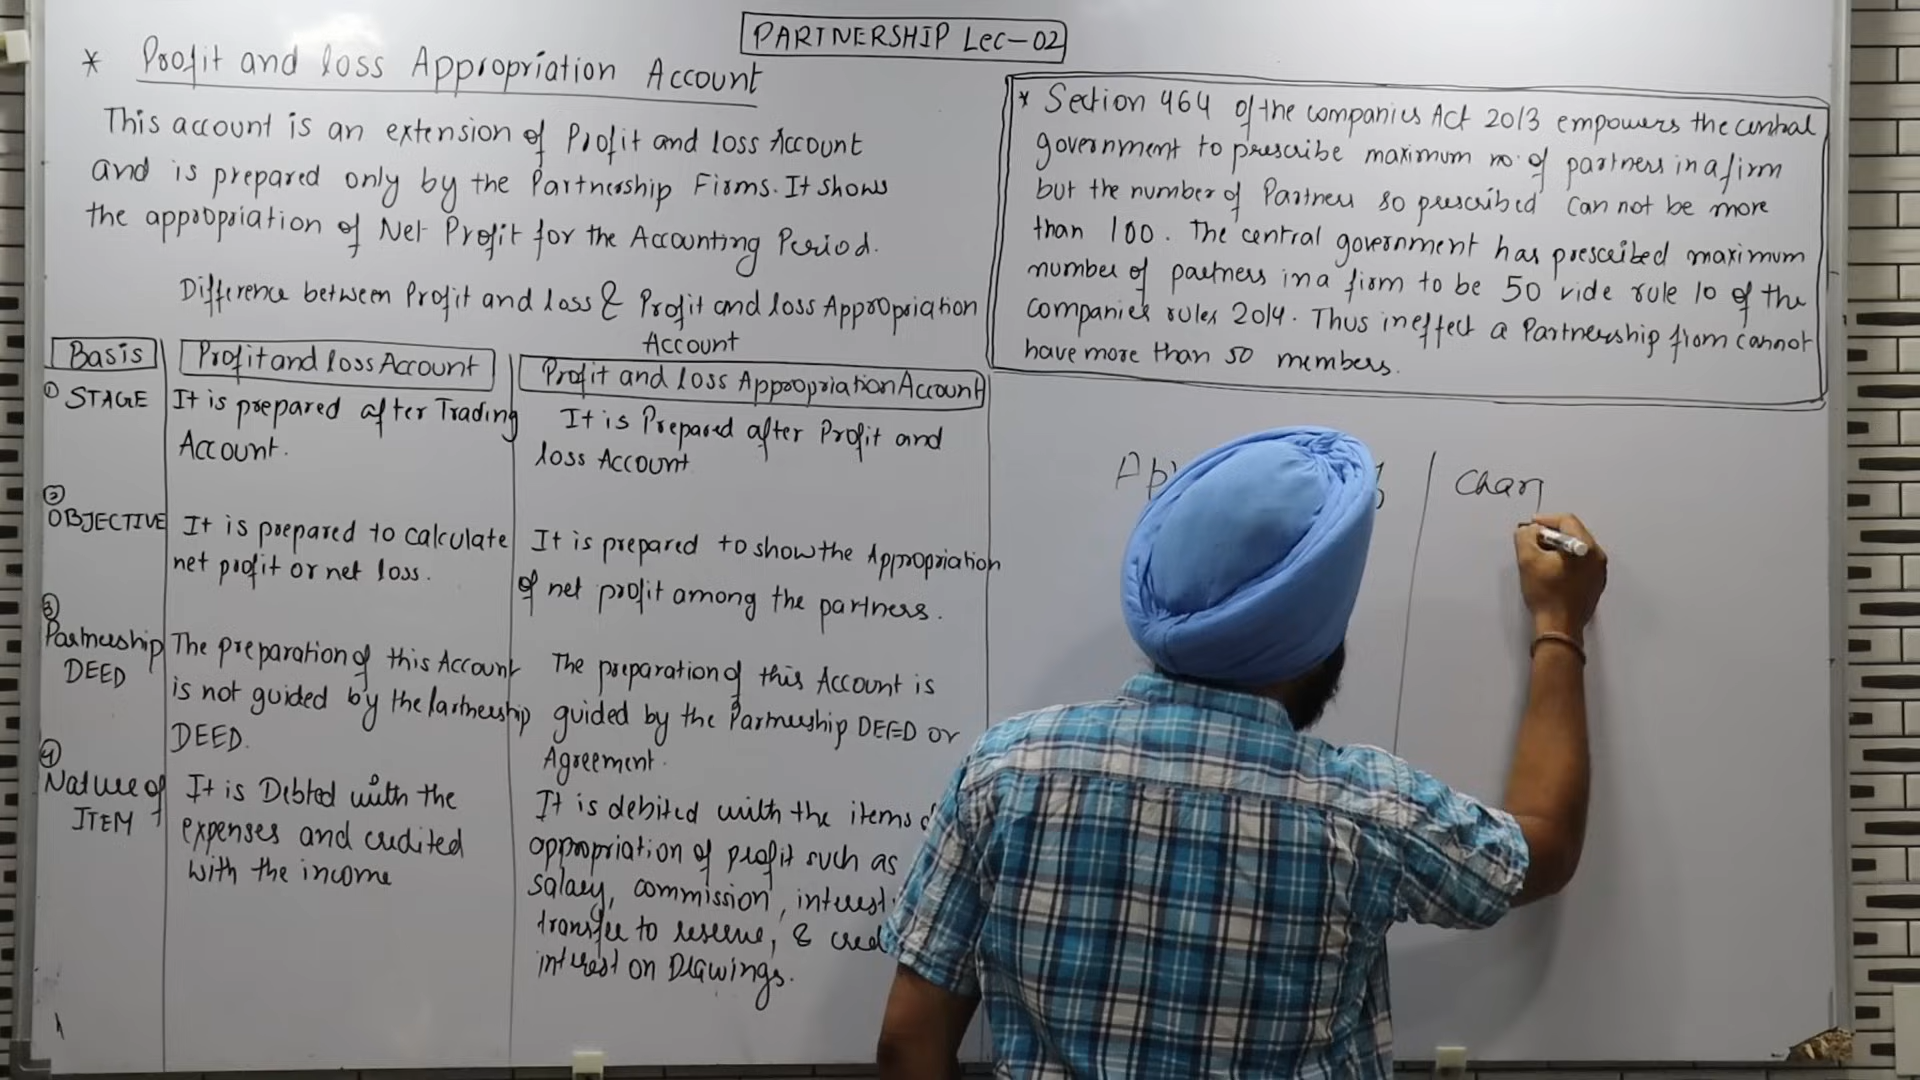 PARTNERSHIP Lec-02
* Profit and loss Appropriation Account
This account is an extension of Profit and loss Account
and is prepared only by the Partnership Firms. It shows
the appropriation of Net Profit for the Accounting Period.
Difference between Profit and loss & Profit and loss Appropriation
Account
Basis
Profit and loss Account
Profit and loss Appropriation Account
① STAGE
It is prepared after Trading
Account.
It is Prepared after Profit and
loss Account
②
OBJECTIVE
It is prepared to calculate
net profit or net loss.
It is prepared to show the Appropriation
of net profit among the partners.
③
Partnership
DEED
The preparation of this Account
is not guided by the Partnership
DEED.
The preparation of this Account is
guided by the Partnership DEED or
Agreement.
④
Nature of
ITEM
It is Debted with the
expenses and credited
with the income
It is debited with the items
appropriation of profit such as
salary, commission, interest
transfer to reserve, & cred
interest on Drawings.
* Section 464 of the companies Act 2013 empowers the central
government to prescribe maximum no. of partners in a firm
but the number of Partners so prescribed can not be more
than 100. The central government has prescribed maximum
number of partners in a firm to be 50 vide rule 10 of the
companies rules 2014. Thus in effect a Partnership from cannot
have more than 50 members.
Chang